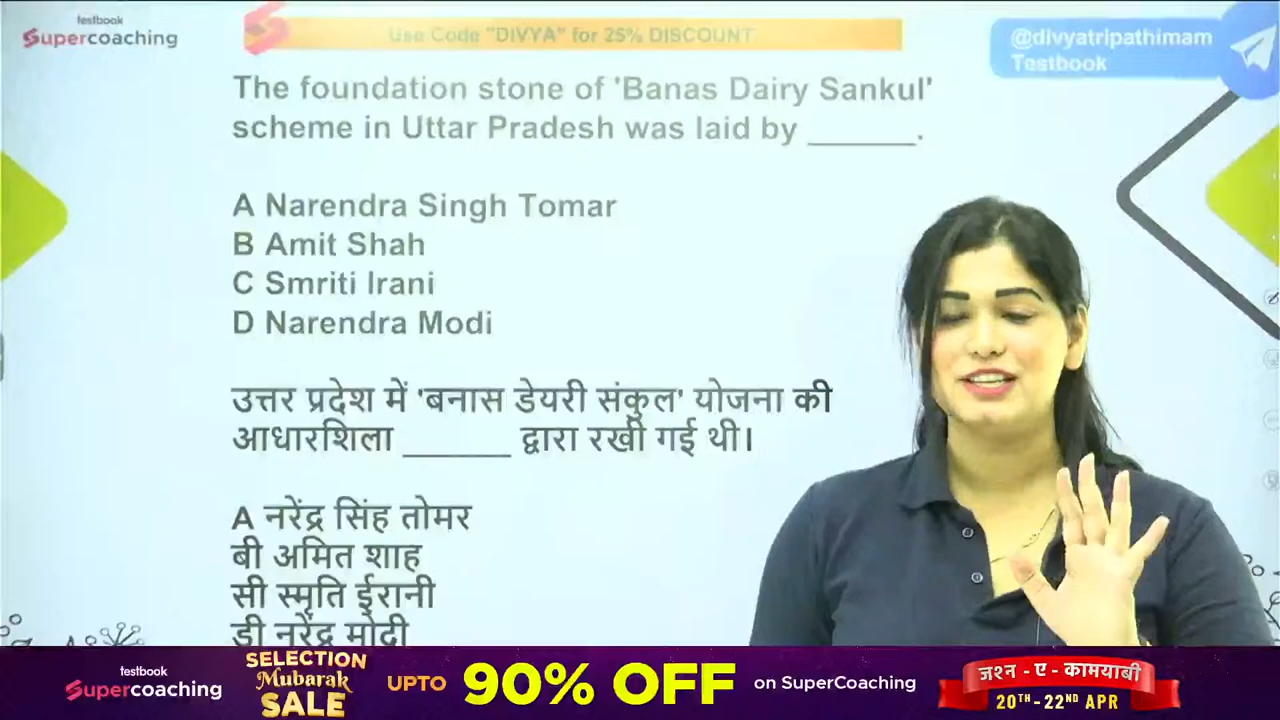 testbook
Supercoaching
Use Code "DIVYA" for 25% DISCOUNT
@divyatripathimam
Testbook
The foundation stone of 'Banas Dairy Sankul'
scheme in Uttar Pradesh was laid by ______.
A Narendra Singh Tomar
B Amit Shah
C Smriti Irani
D Narendra Modi
उत्तर प्रदेश में 'बनास डेयरी संकुल' योजना की
आधारशिला ______ द्वारा रखी गई थी।
A नरेंद्र सिंह तोमर
बी अमित शाह
सी स्मृति ईरानी
डी नरेंद्र मोदी
testbook
Supercoaching
SELECTION
Mubarak
SALE
UPTO 90% OFF on SuperCoaching
जश्न - ए - कामयाबी
20TH - 22ND APR